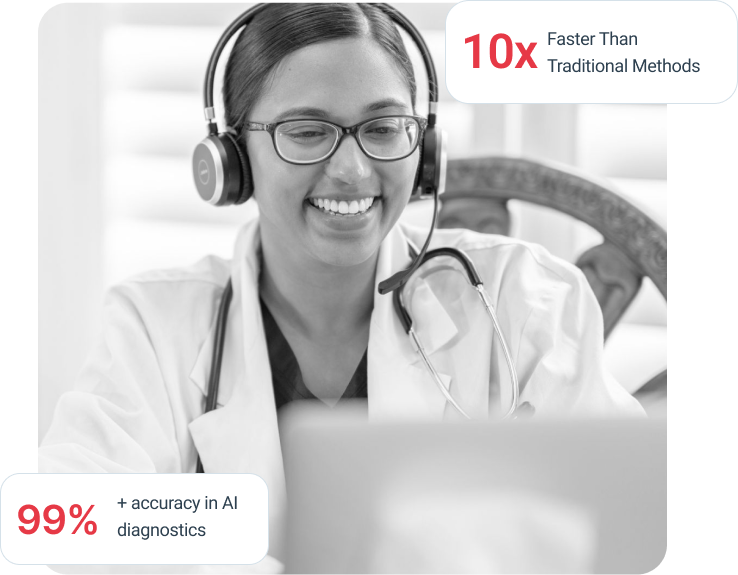 10x
Faster Than
Traditional Methods
99%
+ accuracy in AI
diagnostics